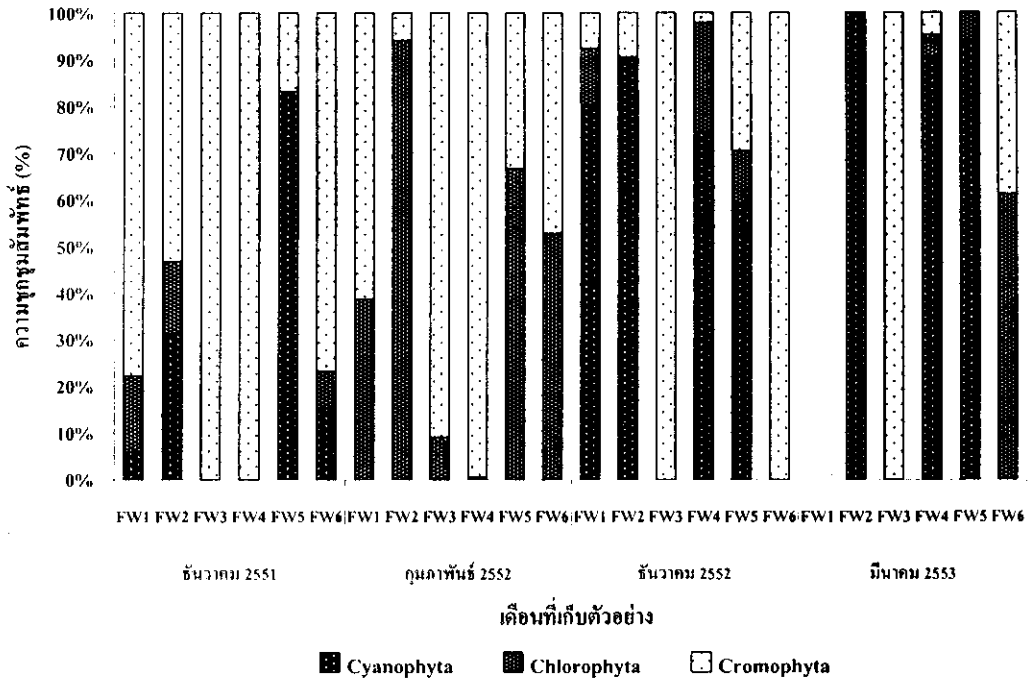 ความชุกชุมสัมพันธ์ (%)
100%
90%
80%
70%
60%
50%
40%
30%
20%
10%
0%
FW1 FW2 FW3 FW4 FW5 FW6 FW1 FW2 FW3 FW4 FW5 FW6 FW1 FW2 FW3 FW4 FW5 FW6 FW1 FW2 FW3 FW4 FW5 FW6
ธันวาคม 2551 กุมภาพันธ์ 2552 ธันวาคม 2552 มีนาคม 2553
เดือนที่เก็บตัวอย่าง
Cyanophyta Chlorophyta Cromophyta